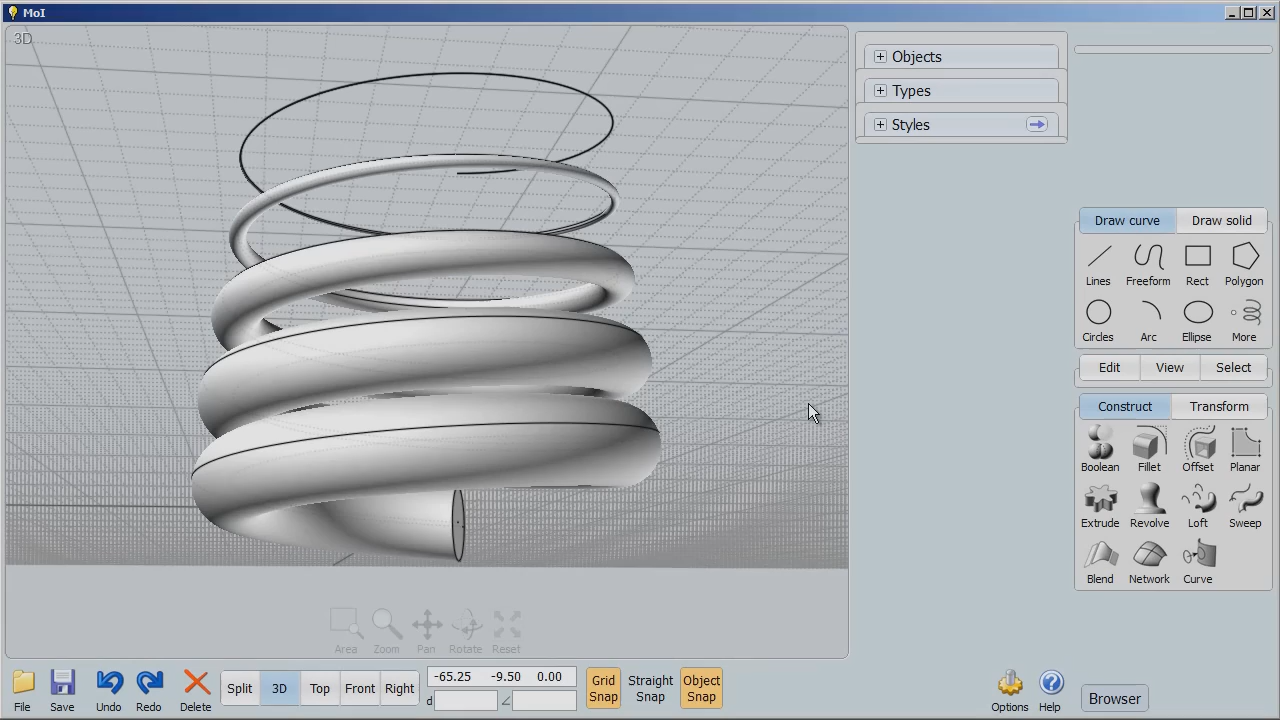 MoI
3D
Objects
Types
Styles
Draw curve Draw solid
Lines Freeform Rect Polygon
Circles Arc Ellipse More
Edit View Select
Construct Transform
Boolean Fillet Offset Planar
Extrude Revolve Loft Sweep
Blend Network Curve
Area Zoom Pan Rotate Reset
File Save Undo Redo Delete
Split 3D Top Front Right
-65.25 -9.50 0.00
d
Grid Snap
Straight Snap
Object Snap
Options Help
Browser